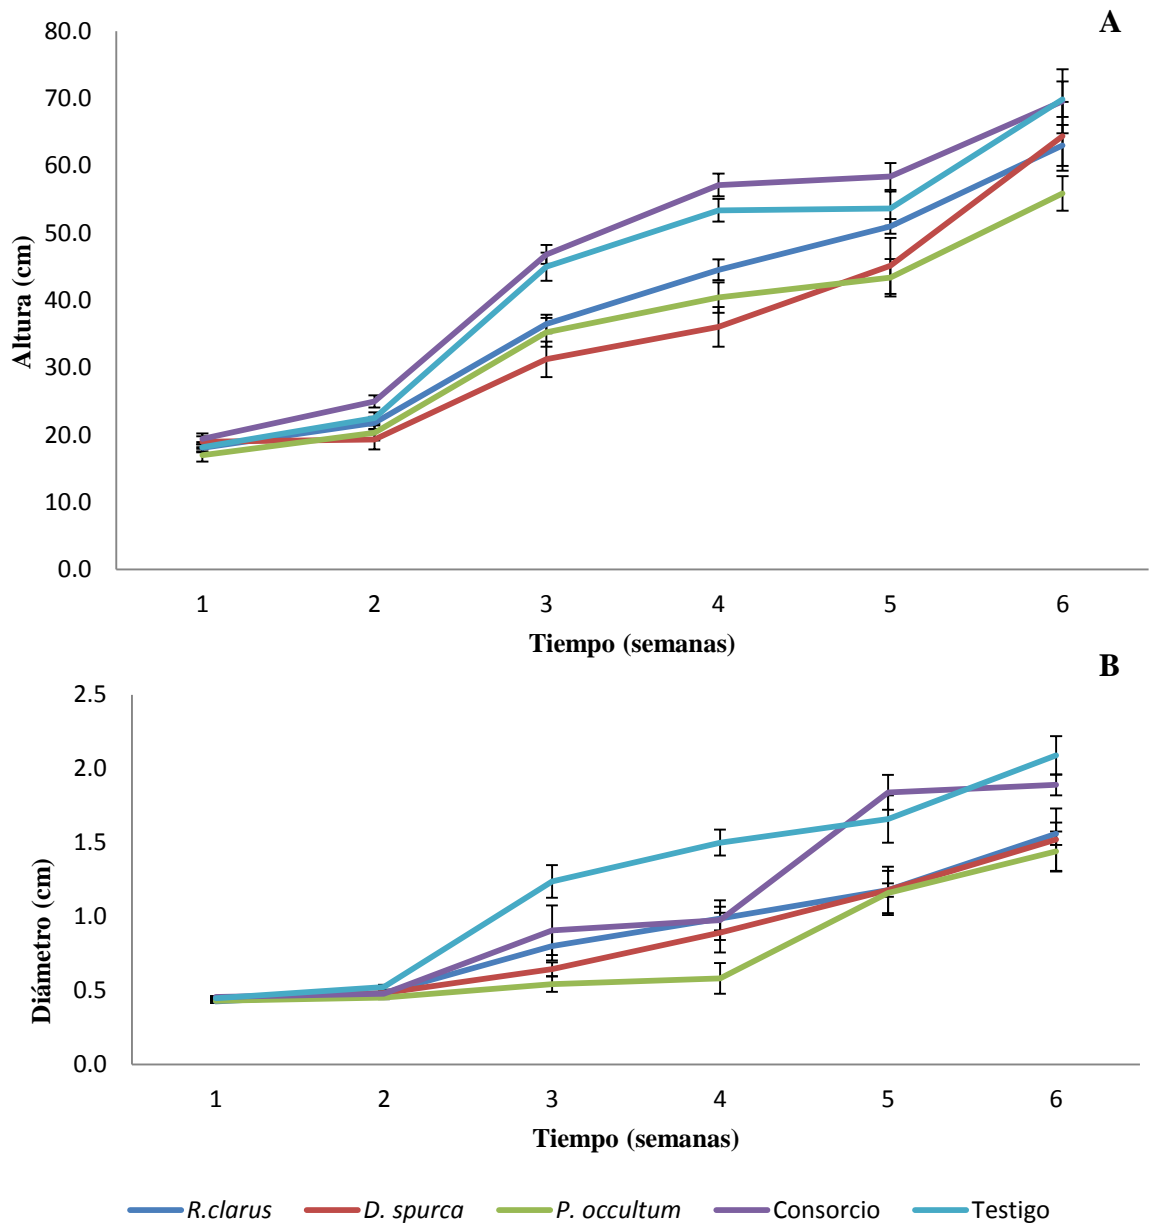 A
80.0
70.0
60.0
50.0
40.0
30.0
20.0
10.0
0.0
Altura (cm)
1 2 3 4 5 6
Tiempo (semanas)
B
2.5
2.0
1.5
1.0
0.5
0.0
Diámetro (cm)
1 2 3 4 5 6
Tiempo (semanas)
R.clarus D. spurca P. occultum Consorcio Testigo